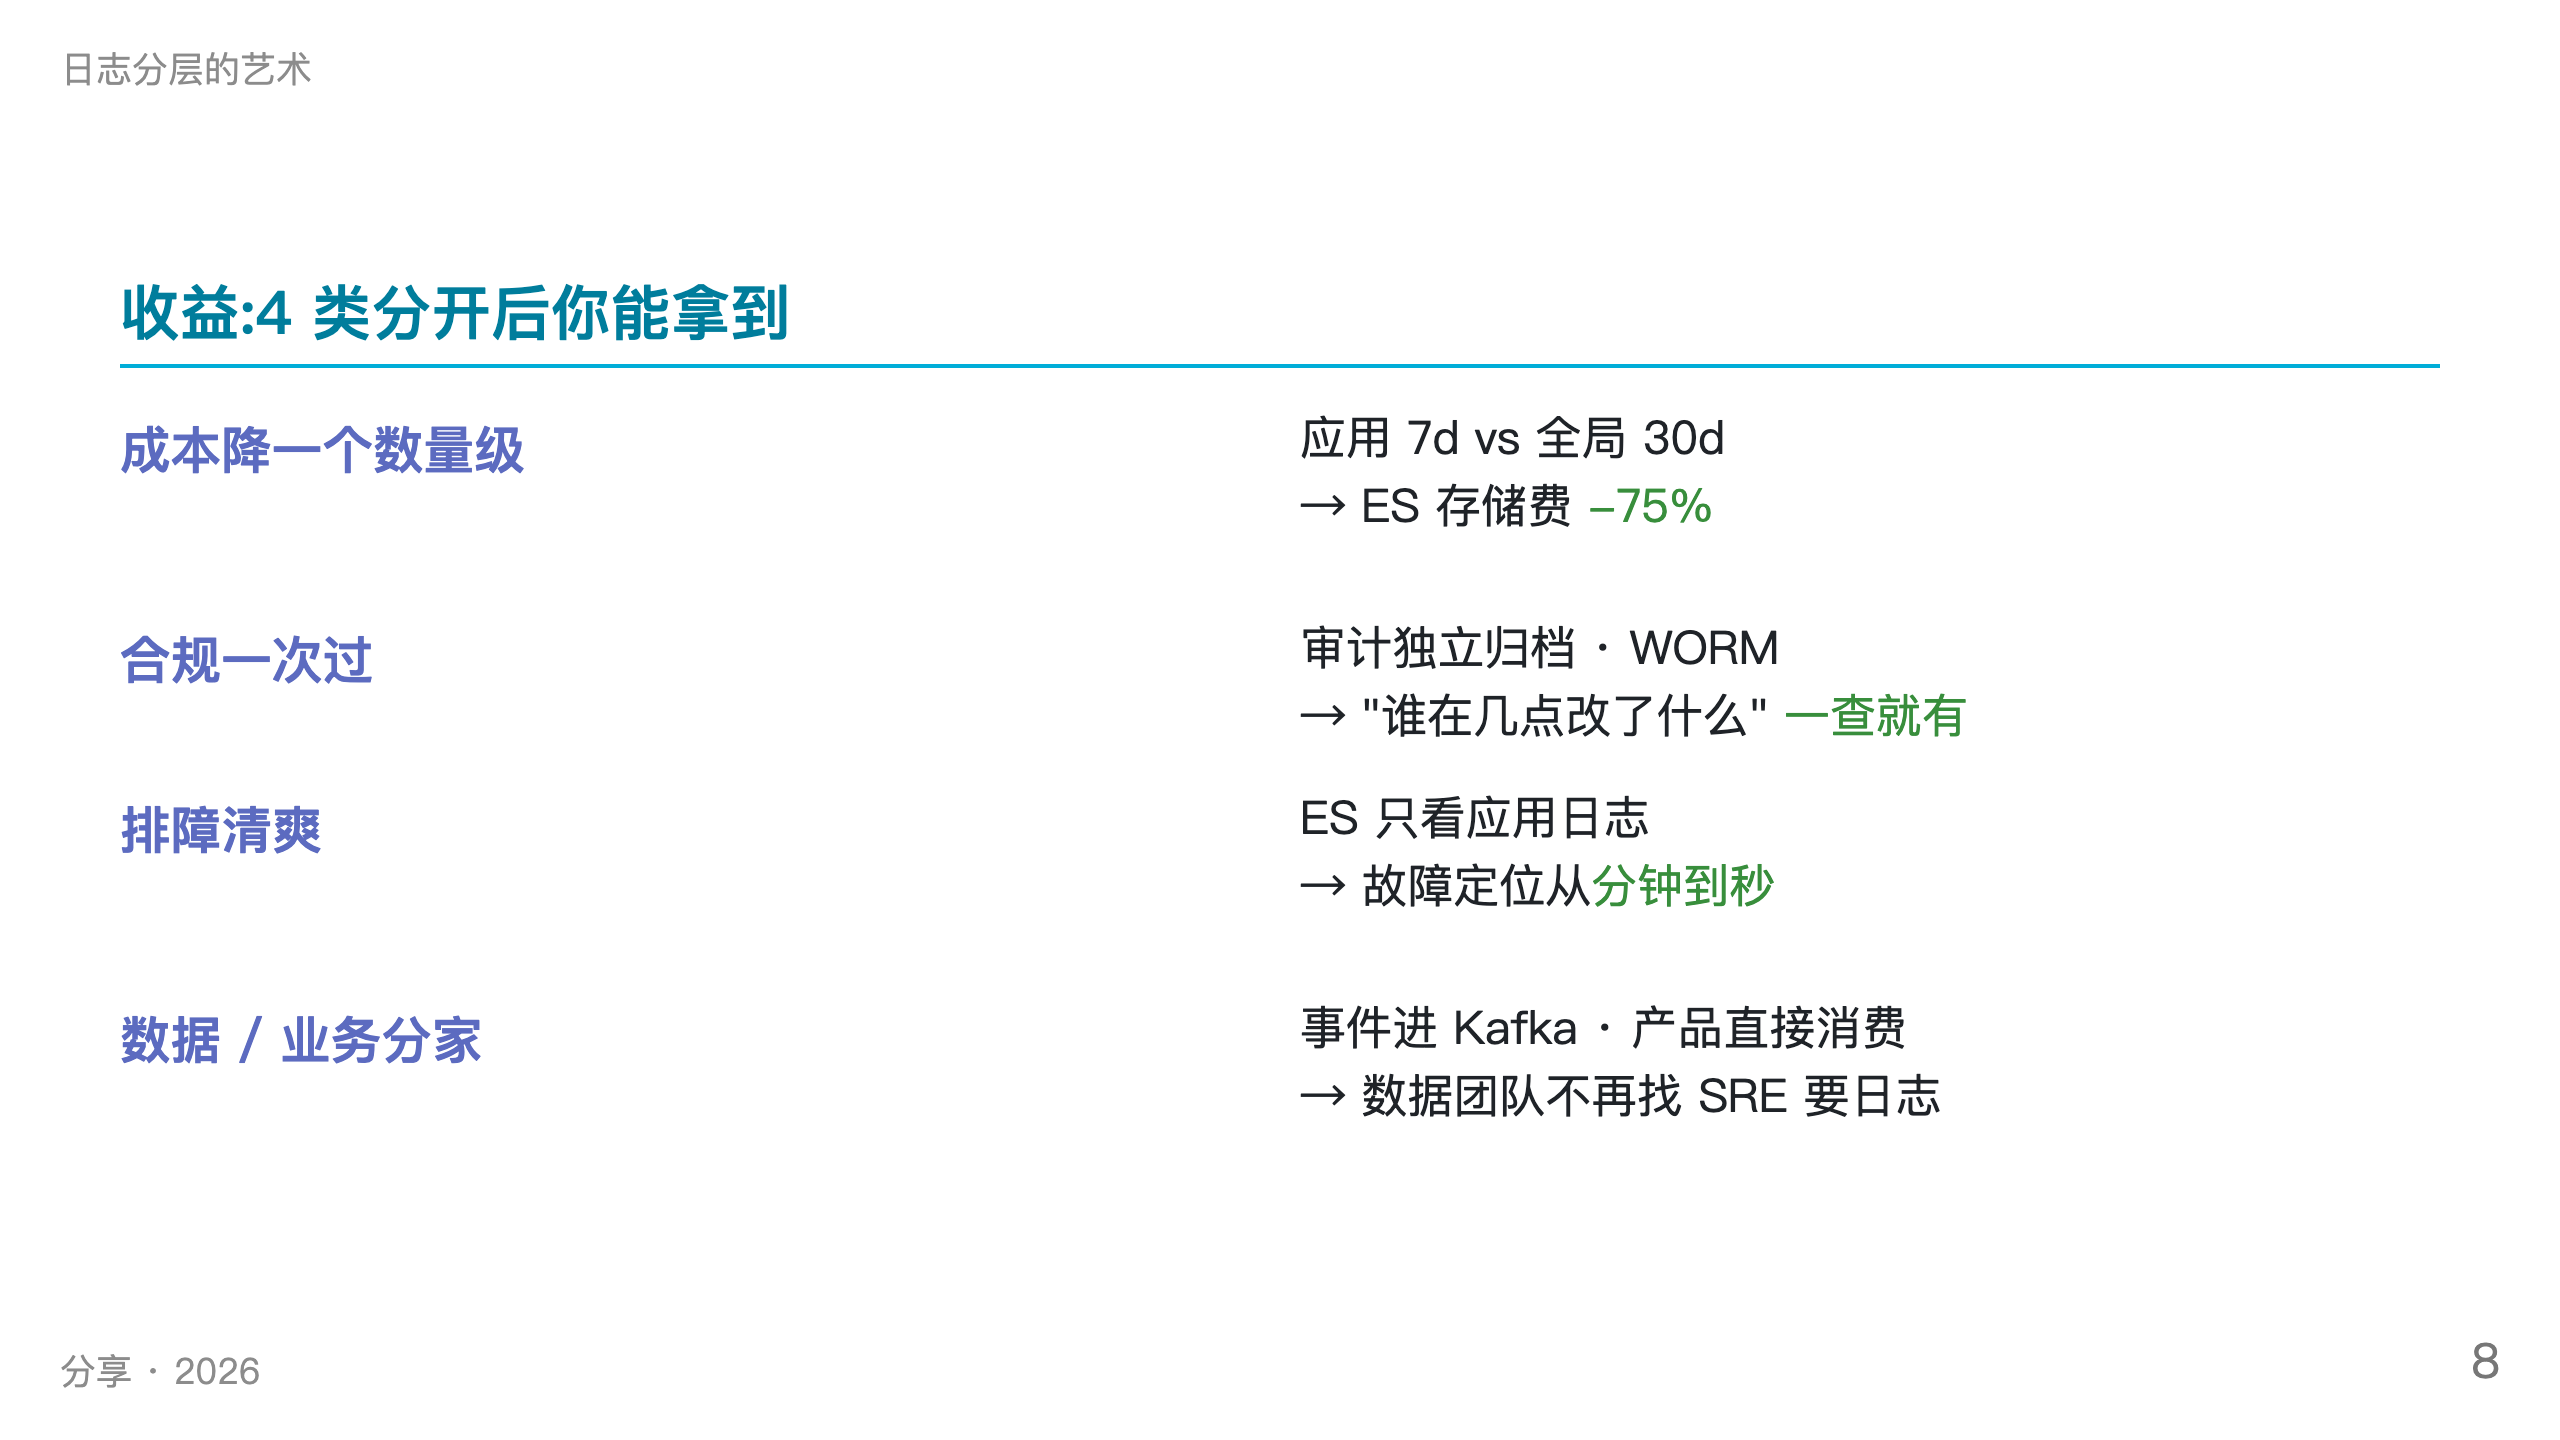 日志分层的艺术
收益:4 类分开后你能拿到
成本降一个数量级
应用 7d vs 全局 30d
→ ES 存储费 −75%
合规一次过
审计独立归档 · WORM
→ "谁在几点改了什么" 一查就有
排障清爽
ES 只看应用日志
→ 故障定位从分钟到秒
数据 / 业务分家
事件进 Kafka · 产品直接消费
→ 数据团队不再找 SRE 要日志
分享 · 2026
8